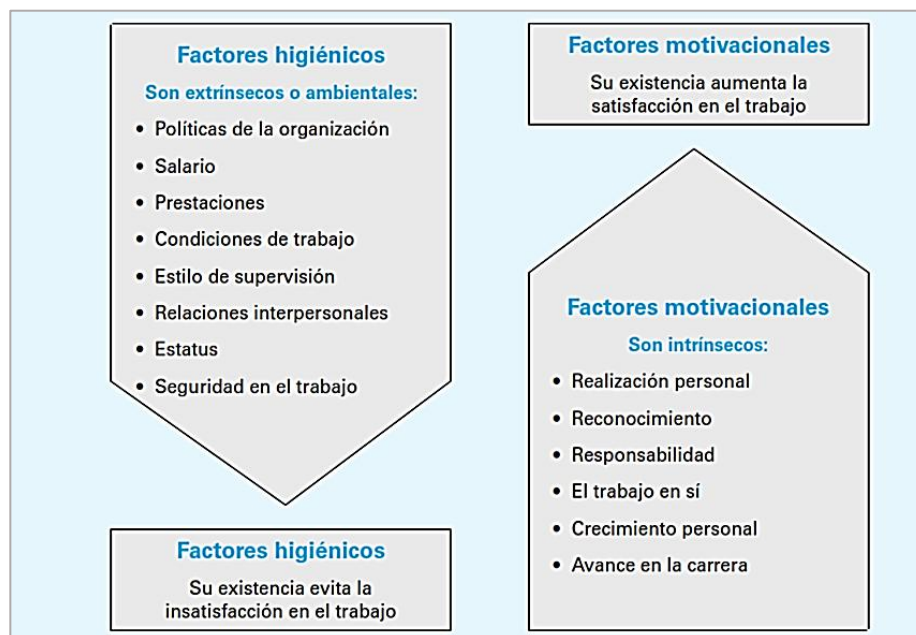 Factores higiénicos
Son extrínsecos o ambientales:
• Políticas de la organización
• Salario
• Prestaciones
• Condiciones de trabajo
• Estilo de supervisión
• Relaciones interpersonales
• Estatus
• Seguridad en el trabajo
Factores higiénicos
Su existencia evita la
insatisfacción en el trabajo
Factores motivacionales
Su existencia aumenta la
satisfacción en el trabajo
Factores motivacionales
Son intrínsecos:
• Realización personal
• Reconocimiento
• Responsabilidad
• El trabajo en sí
• Crecimiento personal
• Avance en la carrera